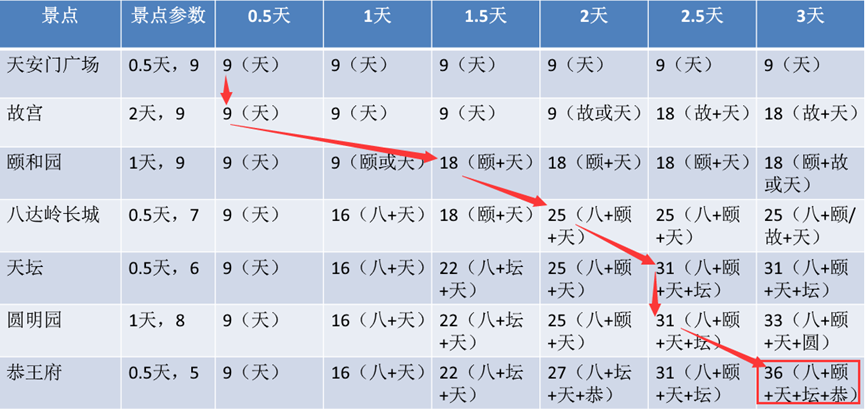 景点 景点参数 0.5天 1天 1.5天 2天 2.5天 3天
天安门广场 0.5天，9 9（天） 9（天） 9（天） 9（天） 9（天） 9（天）
故宫 2天，9 9（天） 9（天） 9（天） 9（故或天） 18（故+天） 18（故+天）
颐和园 1天，9 9（天） 9（颐或天） 18（颐+天） 18（颐+天） 18（颐+天） 18（颐+故
或天）
八达岭长城 0.5天，7 9（天） 16（八+天） 18（颐+天） 25（八+颐 25（八+颐 25（八+颐/
+天） +天） 故+天）
天坛 0.5天，6 9（天） 16（八+天） 22（八+坛 25（八+颐 31（八+颐 31（八+颐
+天） +天） +天+坛） +天+坛）
圆明园 1天，8 9（天） 16（八+天） 22（八+坛 25（八+颐 31（八+颐 33（八+颐
+天） +天） +天+坛） +天+圆）
恭王府 0.5天，5 9（天） 16（八+天） 22（八+坛 27（八+坛 31（八+颐 36（八+颐
+天） +天+恭） +天+坛） +天+坛+恭）